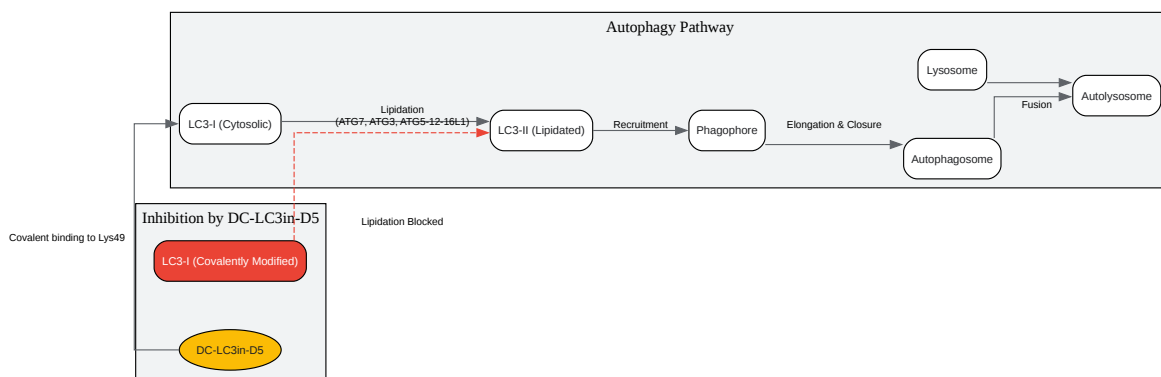 Autophagy Pathway
Lysosome
Autolysosome
Fusion
LC3-I (Cytosolic)
Lipidation
(ATG7, ATG3, ATG5-12-16L1)
LC3-II (Lipidated)
Recruitment
Phagophore
Elongation & Closure
Autophagosome
Inhibition by DC-LC3in-D5
Lipidation Blocked
Covalent binding to Lys49
LC3-I (Covalently Modified)
DC-LC3in-D5